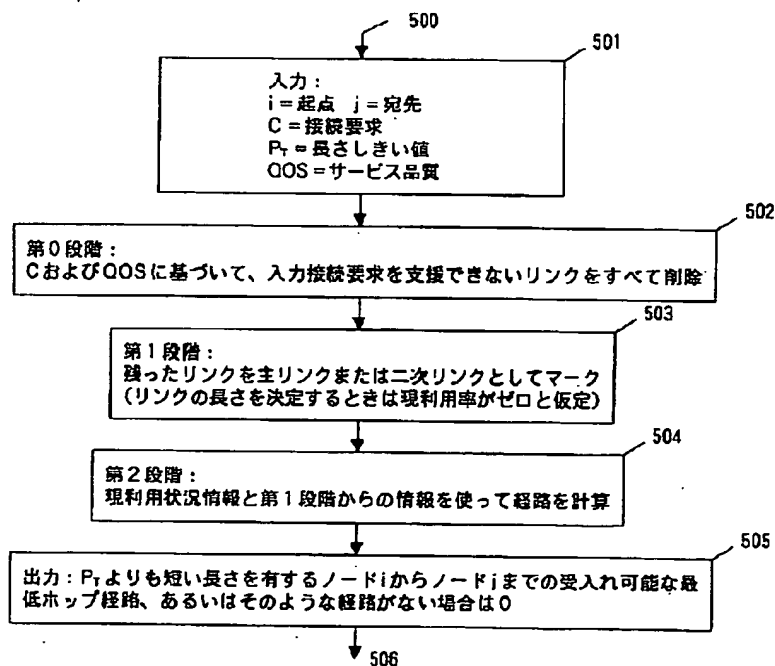 500
501
入力：
i＝起点　j＝宛先
C＝接続要求
PT＝長さしきい値
QOS＝サービス品質
502
第0段階：
CおよびQOSに基づいて、入力接続要求を支援できないリンクをすべて削除
503
第1段階：
残ったリンクを主リンクまたは二次リンクとしてマーク
（リンクの長さを決定するときは現利用率がゼロと仮定）
504
第2段階：
現利用状況情報と第1段階からの情報を使って経路を計算
505
出力：PTよりも短い長さを有するノードiからノードjまでの受入れ可能な最
低ホップ経路、あるいはそのような経路がない場合は0
506